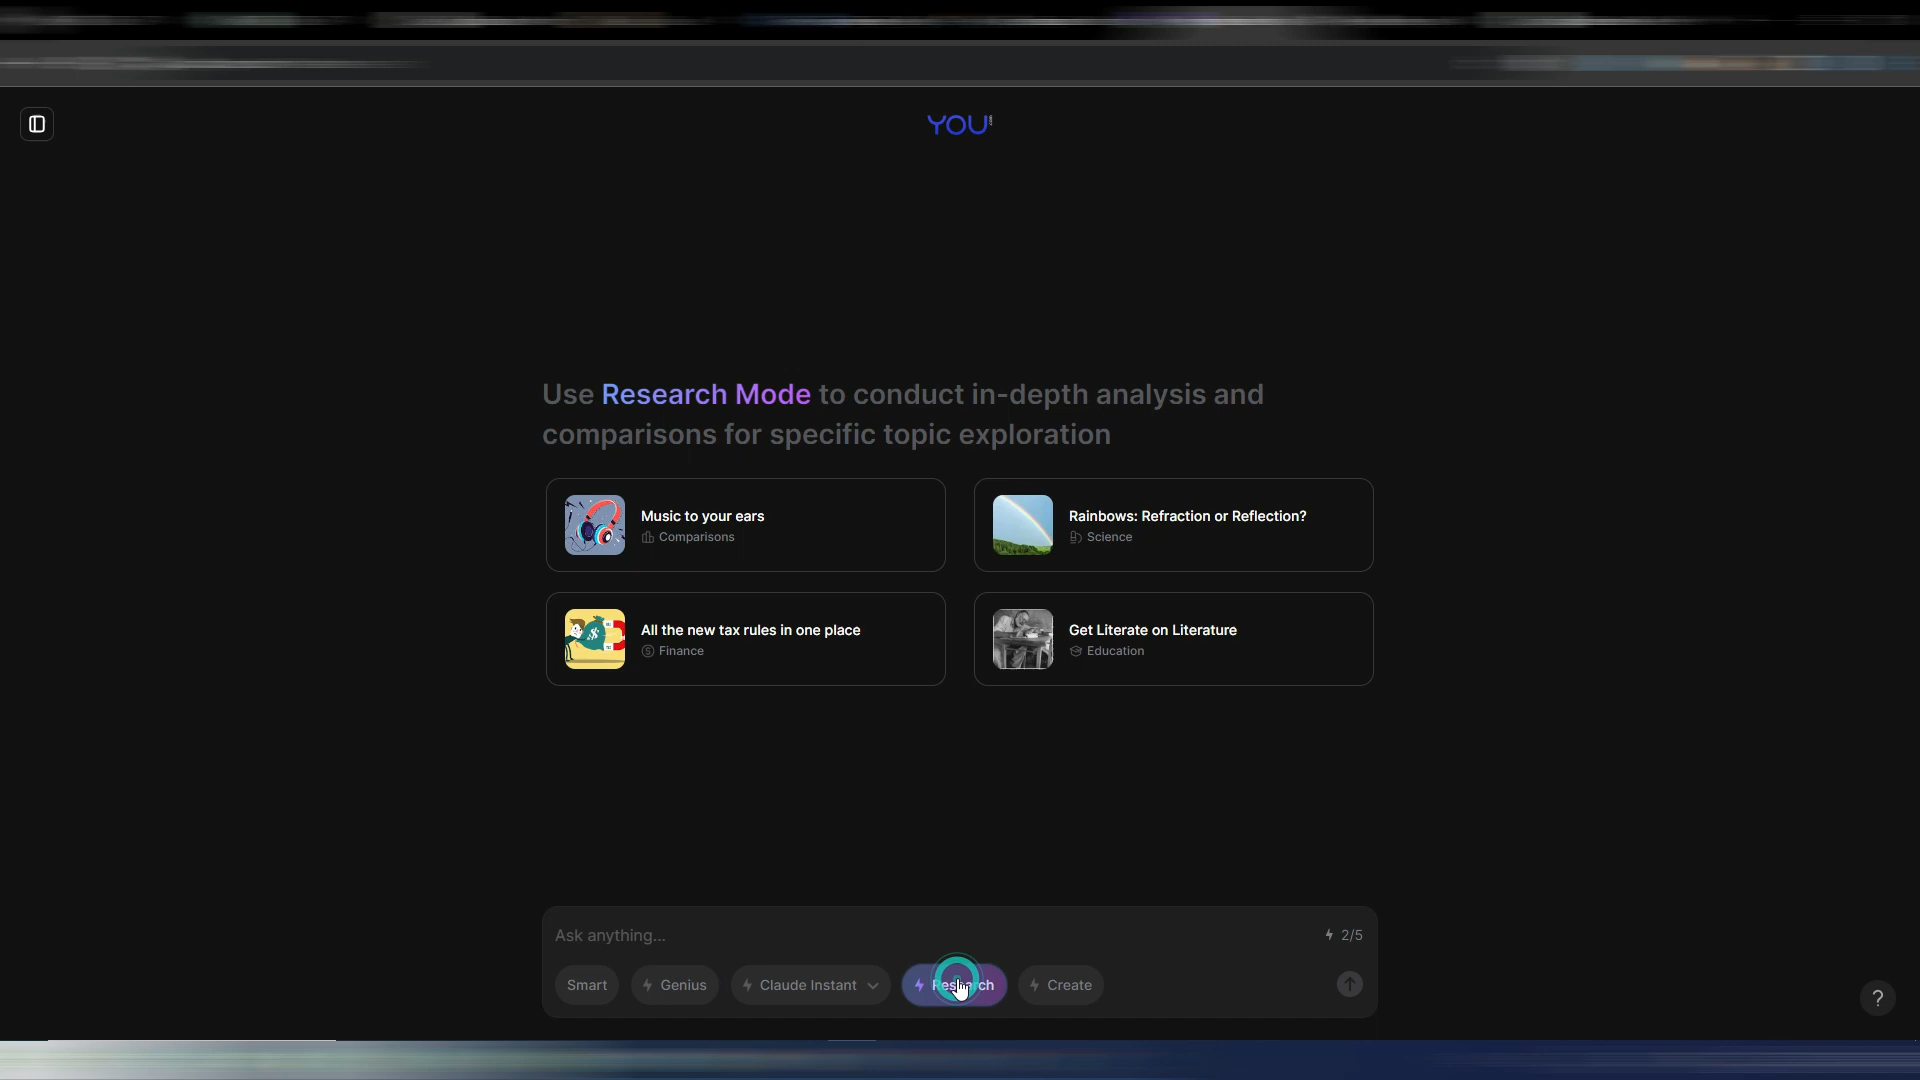 YOU
Use Research Mode to conduct in-depth analysis and
comparisons for specific topic exploration
Music to your ears
Comparisons
Rainbows: Refraction or Reflection?
Science
All the new tax rules in one place
Finance
Get Literate on Literature
Education
Ask anything...
2/5
Smart
Genius
Claude Instant
Research
Create
?